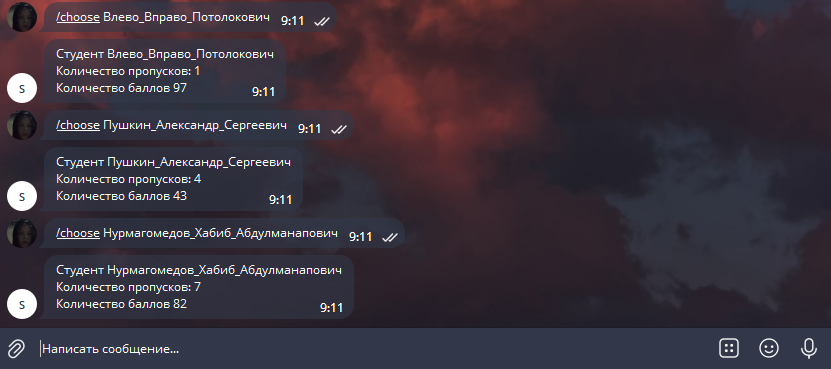 /choose Влево_Вправо_Потолокович 9:11
Студент Влево_Вправо_Потолокович
Количество пропусков: 1
Количество баллов 97 9:11
S
/choose Пушкин_Александр_Сергеевич 9:11
Студент Пушкин_Александр_Сергеевич
Количество пропусков: 4
Количество баллов 43 9:11
S
/choose Нурмагомедов_Хабиб_Абдулманапович 9:11
Студент Нурмагомедов_Хабиб_Абдулманапович
Количество пропусков: 7
Количество баллов 82 9:11
S
Написать сообщение...